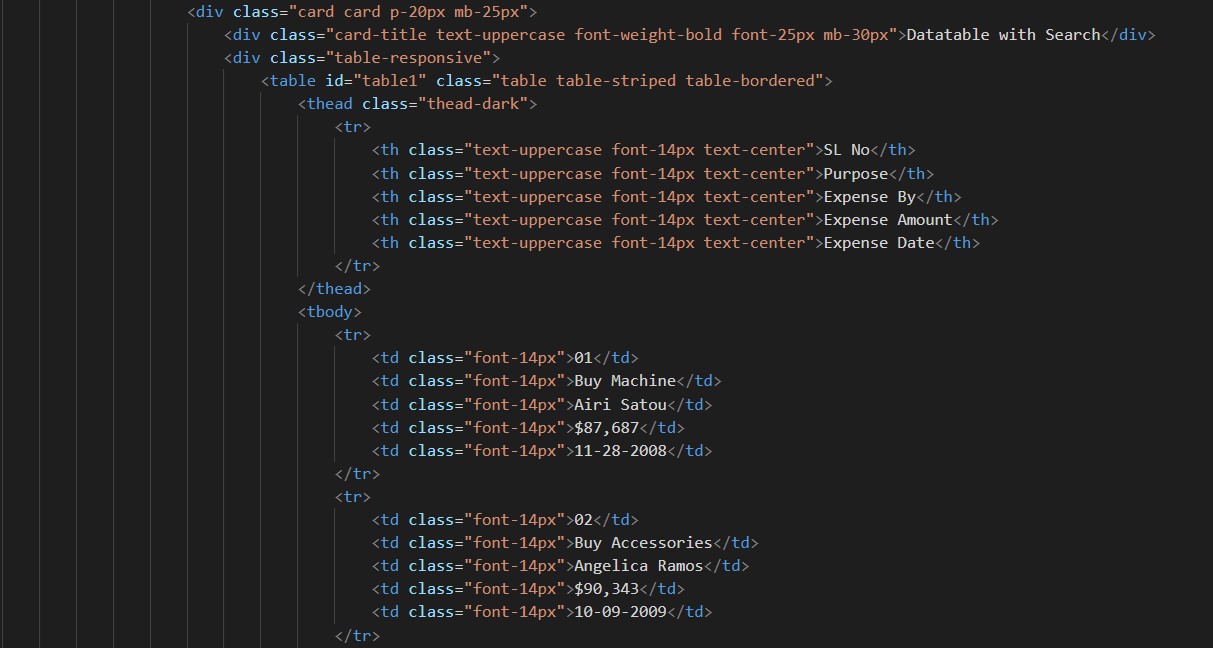 <div class="card card p-20px mb-25px">
<div class="card-title text-uppercase font-weight-bold font-25px mb-30px">Datatable with Search</div>
<div class="table-responsive">
<table id="table1" class="table table-striped table-bordered">
<thead class="thead-dark">
<tr>
<th class="text-uppercase font-14px text-center">SL No</th>
<th class="text-uppercase font-14px text-center">Purpose</th>
<th class="text-uppercase font-14px text-center">Expense By</th>
<th class="text-uppercase font-14px text-center">Expense Amount</th>
<th class="text-uppercase font-14px text-center">Expense Date</th>
</tr>
</thead>
<tbody>
<tr>
<td class="font-14px">01</td>
<td class="font-14px">Buy Machine</td>
<td class="font-14px">Airi Satou</td>
<td class="font-14px">$87,687</td>
<td class="font-14px">11-28-2008</td>
</tr>
<tr>
<td class="font-14px">02</td>
<td class="font-14px">Buy Accessories</td>
<td class="font-14px">Angelica Ramos</td>
<td class="font-14px">$90,343</td>
<td class="font-14px">10-09-2009</td>
</tr>